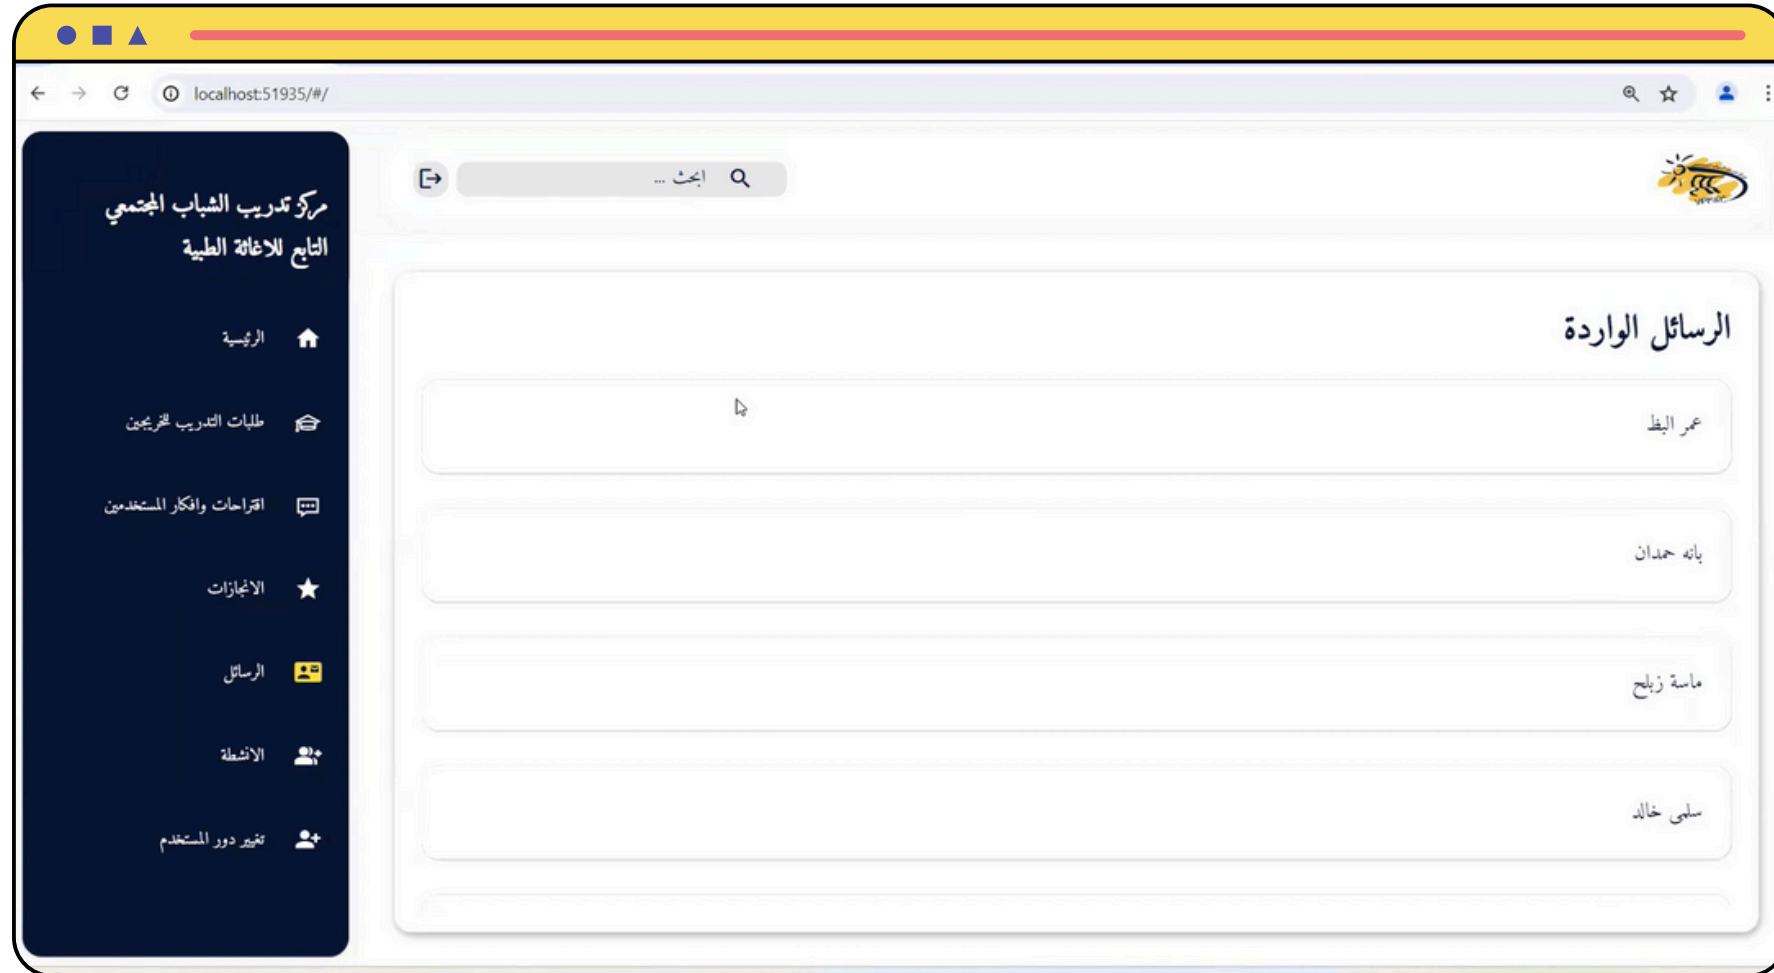 localhost:51935/#/
ابحث ...
مركز تدريب الشباب المجتمعي
التابع للاغاثة الطبية
الرئيسية
طلبات التدريب للخريجين
اقتراحات وافكار المستخدمين
الانجازات
الرسائل
الانشطة
تغيير دور المستخدم
الرسائل الواردة
عمر البظ
بانه حمدان
ماسة زبلح
سلمى خالد